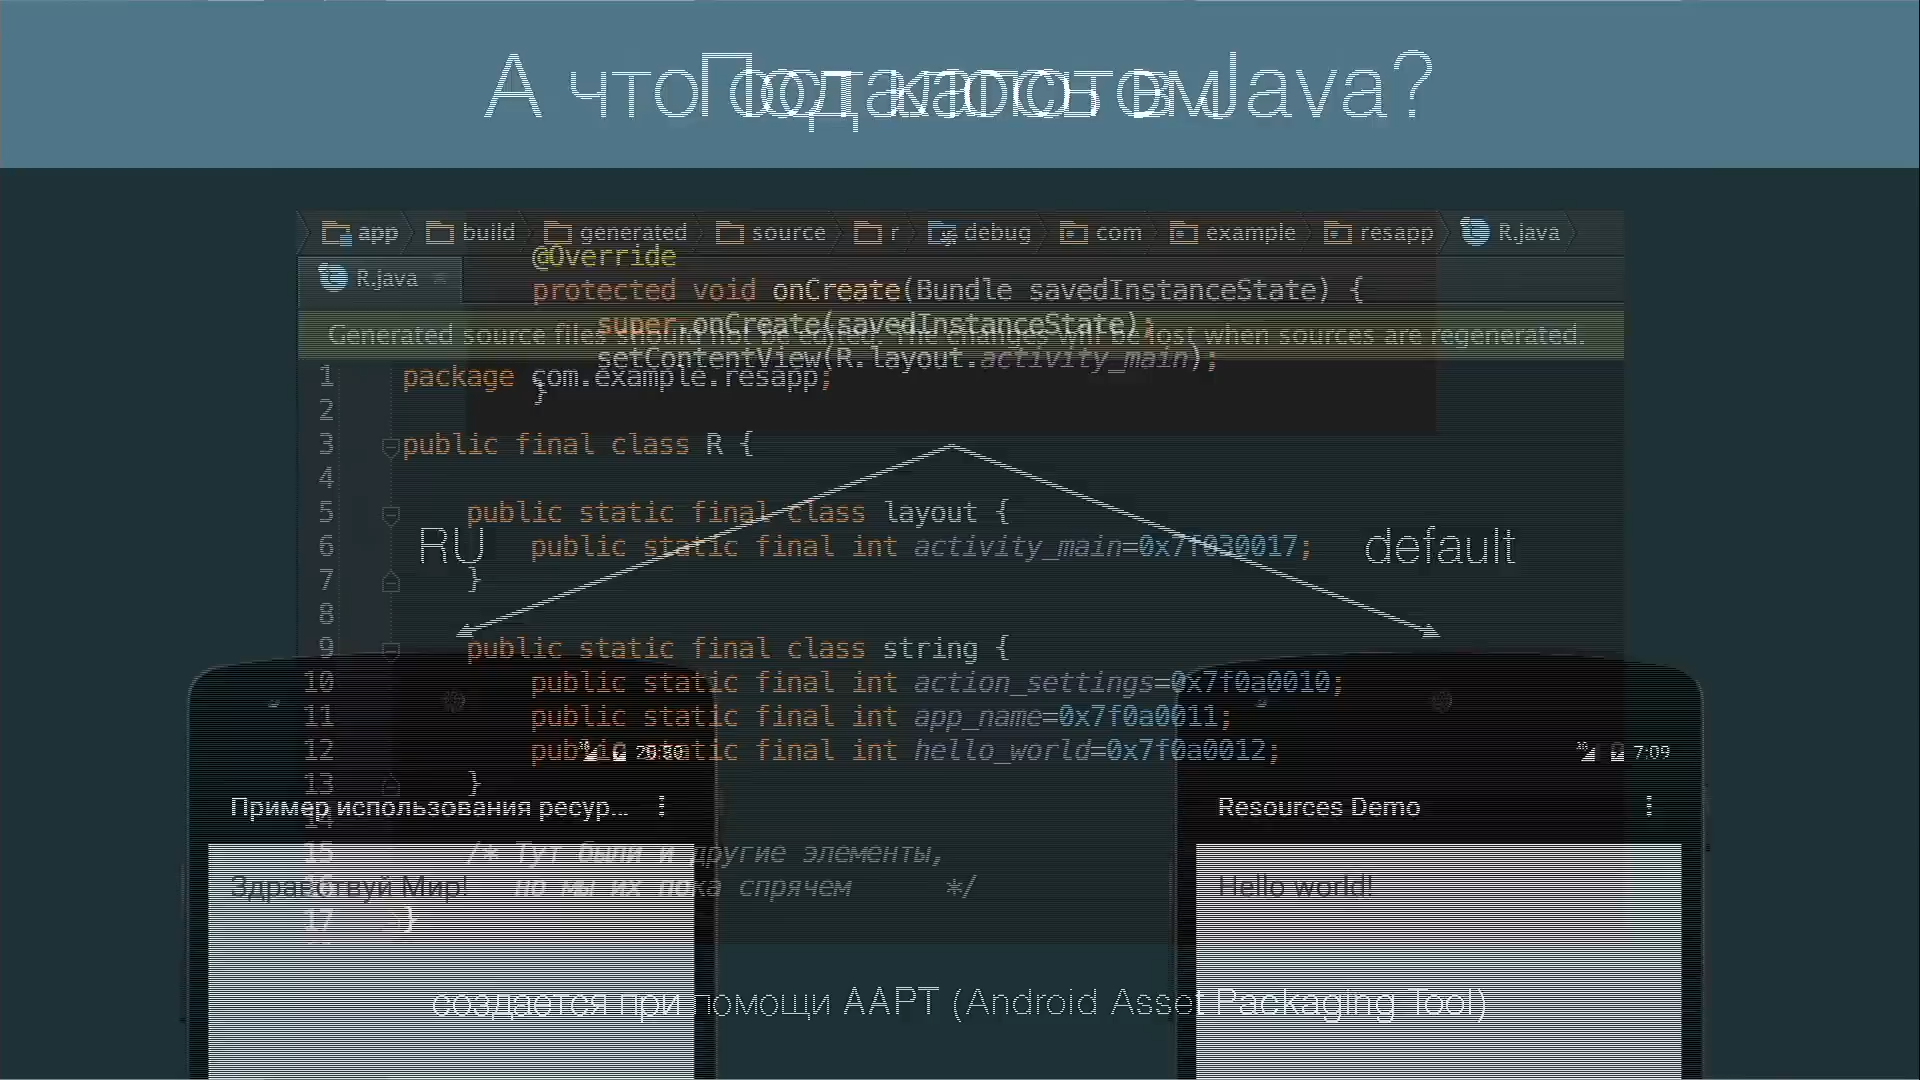 А что
в Java?
app build generated source r debug com example resapp R.java
R.java
@Override
protected void onCreate(Bundle savedInstanceState) {
super.onCreate(savedInstanceState);
Generated source files should not be edited. The changes will be lost when sources are regenerated.
setContentView(R.layout.activity_main);
}
1 package com.example.resapp;
2
3 public final class R {
4
5 public static final class layout {
6 public static final int activity_main=0x7f030017;
7 }
RU
default
8
9 public static final class string {
10 public static final int action_settings=0x7f0a0010;
11 public static final int app_name=0x7f0a0011;
12 public static final int hello_world=0x7f0a0012;
13 }
7:09
Пример использования ресур...
Resources Demo
14
15 /* Тут были и другие элементы,
16 но мы их пока спрячем */
Здравствуй Мир!
Hello world!
17 }
создается при помощи AAPT (Android Asset Packaging Tool)